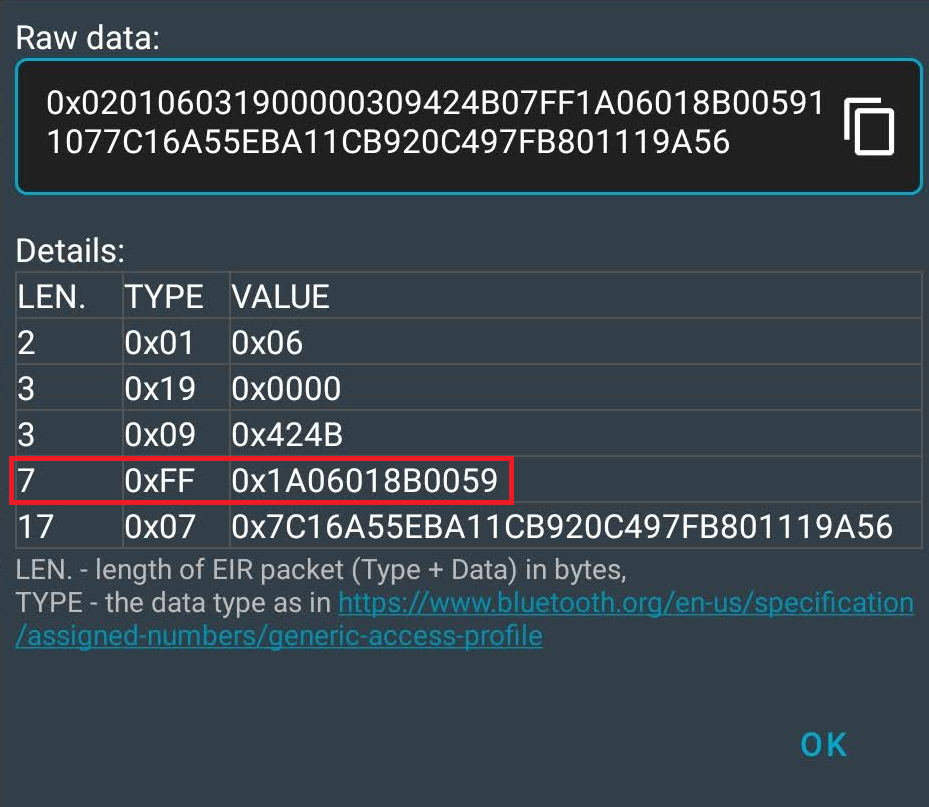 Raw data:
0x020106031900000309424B07FF1A06018B00591
1077C16A55EBA11CB920C497FB801119A56
Details:
LEN. TYPE VALUE
2 0x01 0x06
3 0x19 0x0000
3 0x09 0x424B
7 0xFF 0x1A06018B0059
17 0x07 0x7C16A55EBA11CB920C497FB801119A56
LEN. - length of EIR packet (Type + Data) in bytes,
TYPE - the data type as in https://www.bluetooth.org/en-us/specification
/assigned-numbers/generic-access-profile
OK